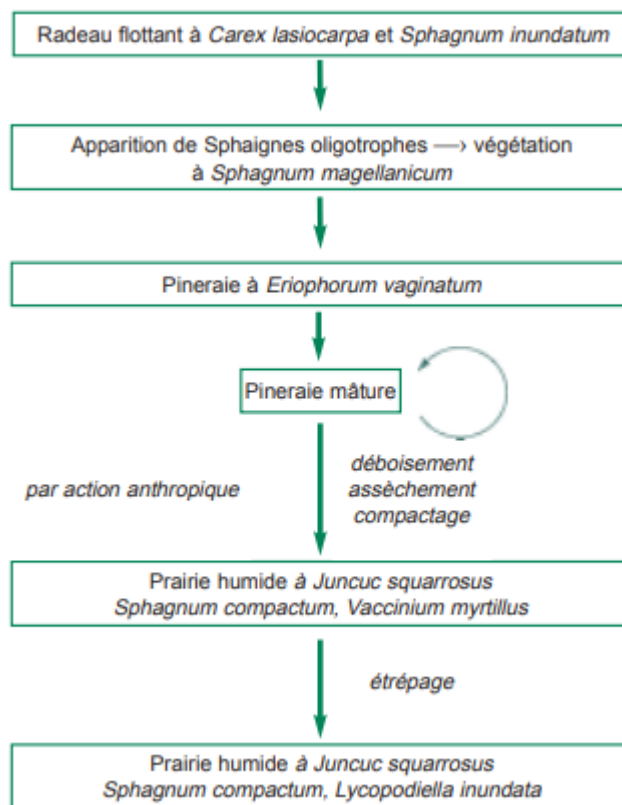 Radeau flottant à Carex lasiocarpa et Sphagnum inundatum
Apparition de Sphaignes oligotrophes —› végétation
à Sphagnum magellanicum
Pineraie à Eriophorum vaginatum
Pineraie mâture
par action anthropique
déboisement
assèchement
compactage
Prairie humide à Juncuc squarrosus
Sphagnum compactum, Vaccinium myrtillus
étrépage
Prairie humide à Juncuc squarrosus
Sphagnum compactum, Lycopodiella inundata